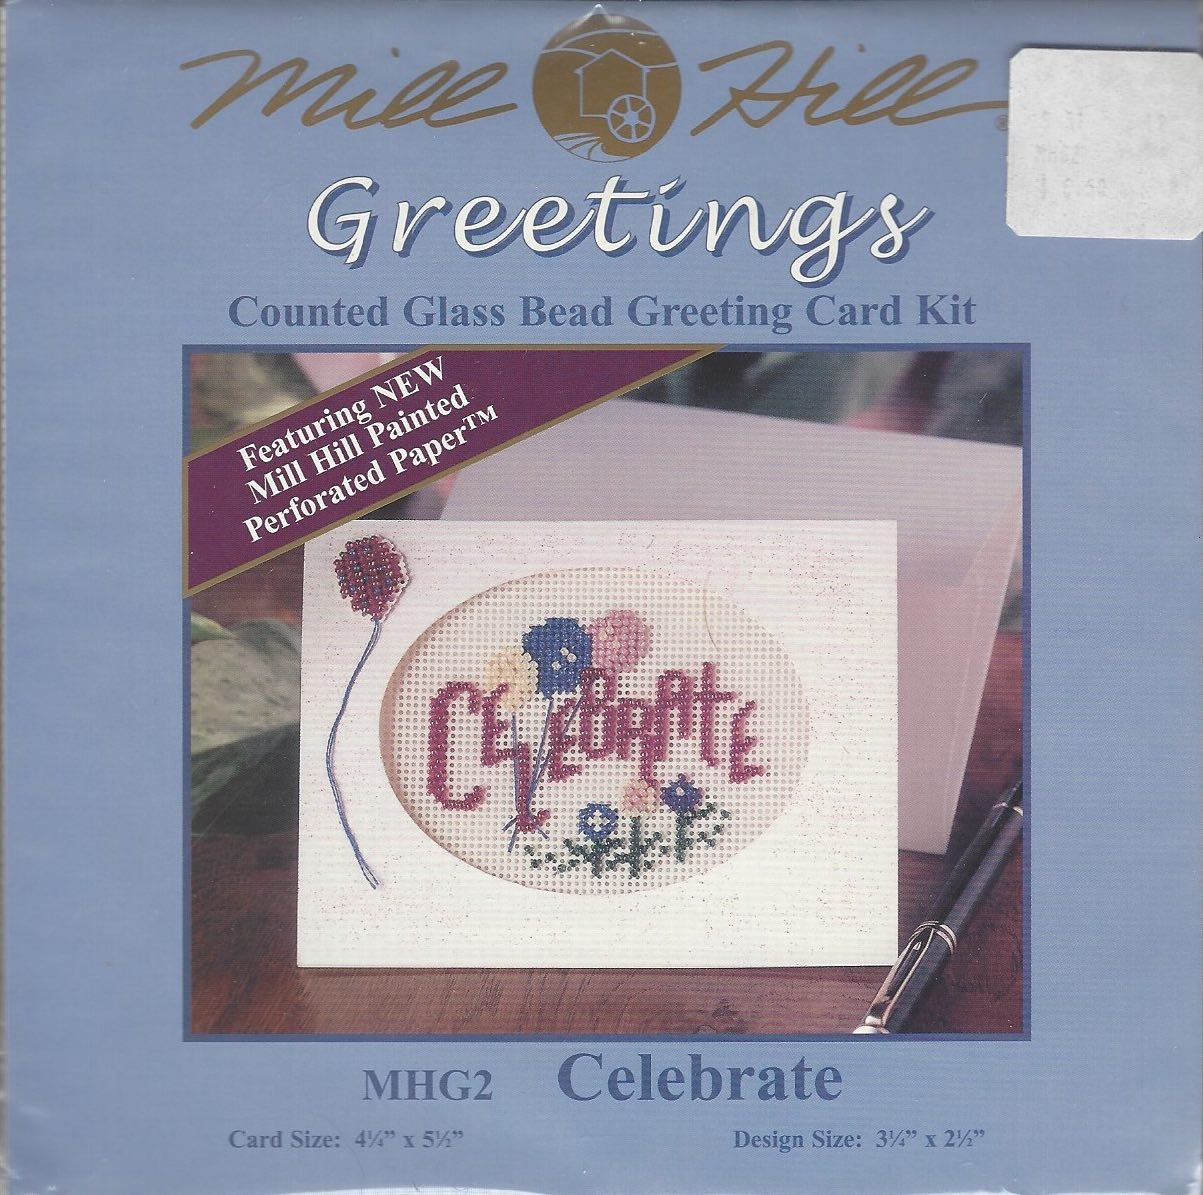 Mill Hill®
Greetings
Counted Glass Bead Greeting Card Kit
Featuring NEW
Mill Hill Painted
Perforated Paper™
CELEBRATE
MHG2 Celebrate
Card Size: 4¼” x 5½” Design Size: 3¼” x 2½”